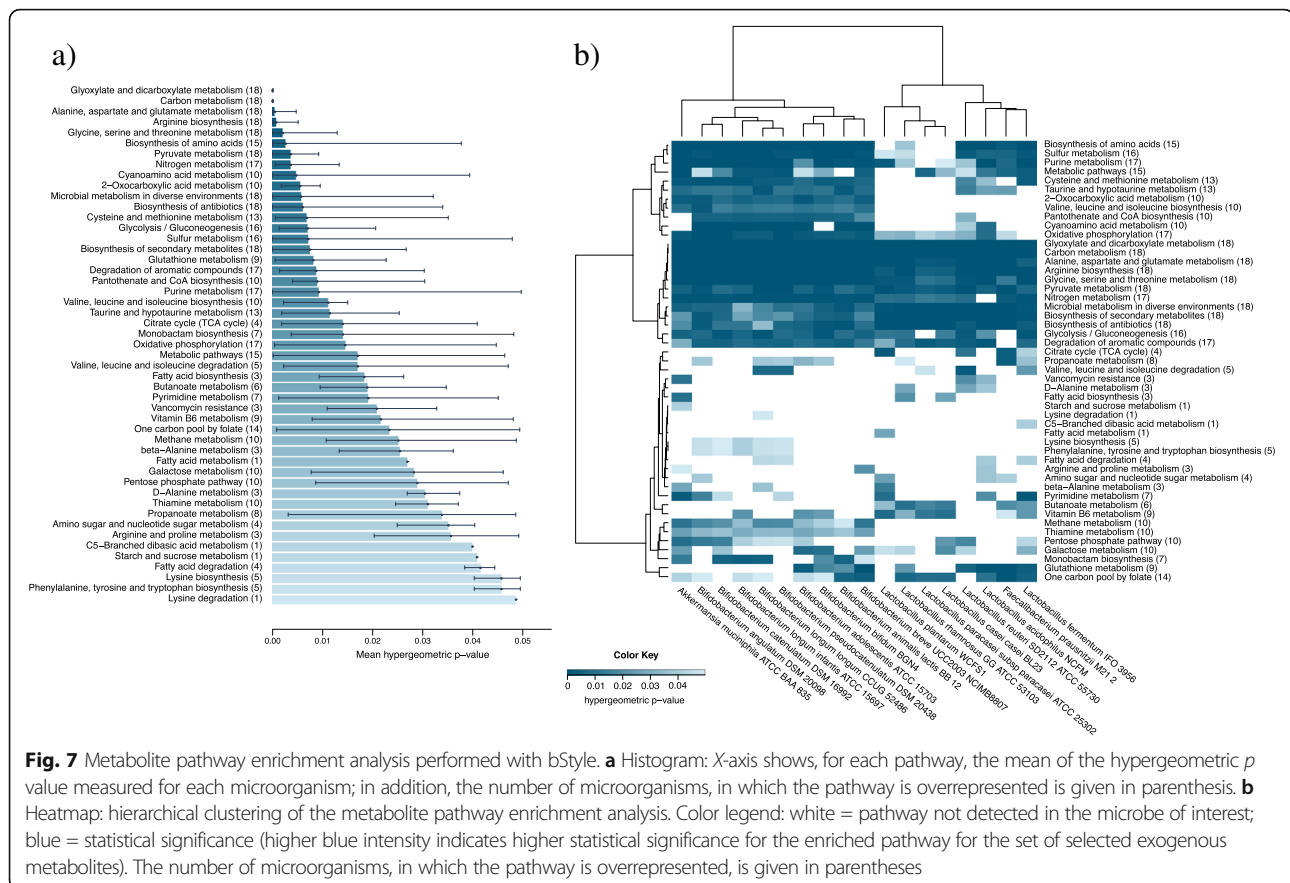 a)
Glyoxylate and dicarboxylate metabolism (18)
Carbon metabolism (18)
Alanine, aspartate and glutamate metabolism (18)
Arginine biosynthesis (18)
Glycine, serine and threonine metabolism (18)
Biosynthesis of amino acids (15)
Pyruvate metabolism (18)
Nitrogen metabolism (17)
Cyanoamino acid metabolism (10)
2−Oxocarboxylic acid metabolism (10)
Microbial metabolism in diverse environments (18)
Biosynthesis of antibiotics (18)
Cysteine and methionine metabolism (13)
Glycolysis / Gluconeogenesis (16)
Sulfur metabolism (16)
Biosynthesis of secondary metabolites (18)
Glutathione metabolism (9)
Degradation of aromatic compounds (17)
Pantothenate and CoA biosynthesis (10)
Purine metabolism (17)
Valine, leucine and isoleucine biosynthesis (10)
Taurine and hypotaurine metabolism (13)
Citrate cycle (TCA cycle) (4)
Monobactam biosynthesis (7)
Oxidative phosphorylation (17)
Metabolic pathways (15)
Valine, leucine and isoleucine degradation (5)
Fatty acid biosynthesis (3)
Butanoate metabolism (6)
Pyrimidine metabolism (7)
Vancomycin resistance (3)
Vitamin B6 metabolism (9)
One carbon pool by folate (14)
Methane metabolism (10)
beta−Alanine metabolism (3)
Fatty acid metabolism (1)
Galactose metabolism (10)
Pentose phosphate pathway (10)
D−Alanine metabolism (3)
Thiamine metabolism (10)
Propanoate metabolism (8)
Amino sugar and nucleotide sugar metabolism (4)
Arginine and proline metabolism (3)
C5−Branched dibasic acid metabolism (1)
Starch and sucrose metabolism (1)
Fatty acid degradation (4)
Lysine biosynthesis (5)
Phenylalanine, tyrosine and tryptophan biosynthesis (5)
Lysine degradation (1)
0.00 0.01 0.02 0.03 0.04 0.05
Mean hypergeometric p−value
b)
Biosynthesis of amino acids (15)
Sulfur metabolism (16)
Purine metabolism (17)
Metabolic pathways (15)
Cysteine and methionine metabolism (13)
Taurine and hypotaurine metabolism (13)
2−Oxocarboxylic acid metabolism (10)
Valine, leucine and isoleucine biosynthesis (10)
Pantothenate and CoA biosynthesis (10)
Cyanoamino acid metabolism (10)
Oxidative phosphorylation (17)
Glyoxylate and dicarboxylate metabolism (18)
Carbon metabolism (18)
Alanine, aspartate and glutamate metabolism (18)
Arginine biosynthesis (18)
Glycine, serine and threonine metabolism (18)
Pyruvate metabolism (18)
Nitrogen metabolism (17)
Microbial metabolism in diverse environments (18)
Biosynthesis of secondary metabolites (18)
Biosynthesis of antibiotics (18)
Glycolysis / Gluconeogenesis (16)
Degradation of aromatic compounds (17)
Citrate cycle (TCA cycle) (4)
Propanoate metabolism (8)
Valine, leucine and isoleucine degradation (5)
Vancomycin resistance (3)
D−Alanine metabolism (3)
Fatty acid biosynthesis (3)
Starch and sucrose metabolism (1)
Lysine degradation (1)
C5−Branched dibasic acid metabolism (1)
Fatty acid metabolism (1)
Lysine biosynthesis (5)
Phenylalanine, tyrosine and tryptophan biosynthesis (5)
Fatty acid degradation (4)
Arginine and proline metabolism (3)
Amino sugar and nucleotide sugar metabolism (4)
beta−Alanine metabolism (3)
Pyrimidine metabolism (7)
Butanoate metabolism (6)
Vitamin B6 metabolism (9)
Methane metabolism (10)
Thiamine metabolism (10)
Pentose phosphate pathway (10)
Galactose metabolism (10)
Monobactam biosynthesis (7)
Glutathione metabolism (9)
One carbon pool by folate (14)
Akkermansia muciniphila ATCC BAA 835
Bifidobacterium angulatum DSM 20098
Bifidobacterium catenulatum DSM 16992
Bifidobacterium longum infantis ATCC 15697
Bifidobacterium longum longum CCUG 52486
Bifidobacterium pseudocatenulatum DSM 20438
Bifidobacterium adolescentis ATCC 15703
Bifidobacterium bifidum BGN4
Bifidobacterium animalis lactis BB 12
Bifidobacterium breve UCC2003 NCIMB8807
Lactobacillus plantarum WCFS1
Lactobacillus rhamnosus GG ATCC 53103
Lactobacillus paracasei subsp paracasei ATCC 25302
Lactobacillus casei casei BL23
Lactobacillus reuteri SD2112 ATCC 55730
Lactobacillus acidophilus NCFM
Faecalibacterium prausnitzii M21 2
Lactobacillus fermentum IFO 3956
Color Key
0 0.01 0.02 0.03 0.04
hypergeometric p−value
Fig. 7 Metabolite pathway enrichment analysis performed with bStyle. a Histogram: X-axis shows, for each pathway, the mean of the hypergeometric p
value measured for each microorganism; in addition, the number of microorganisms, in which the pathway is overrepresented is given in parenthesis. b
Heatmap: hierarchical clustering of the metabolite pathway enrichment analysis. Color legend: white = pathway not detected in the microbe of interest;
blue = statistical significance (higher blue intensity indicates higher statistical significance for the enriched pathway for the set of selected exogenous
metabolites). The number of microorganisms, in which the pathway is overrepresented, is given in parentheses